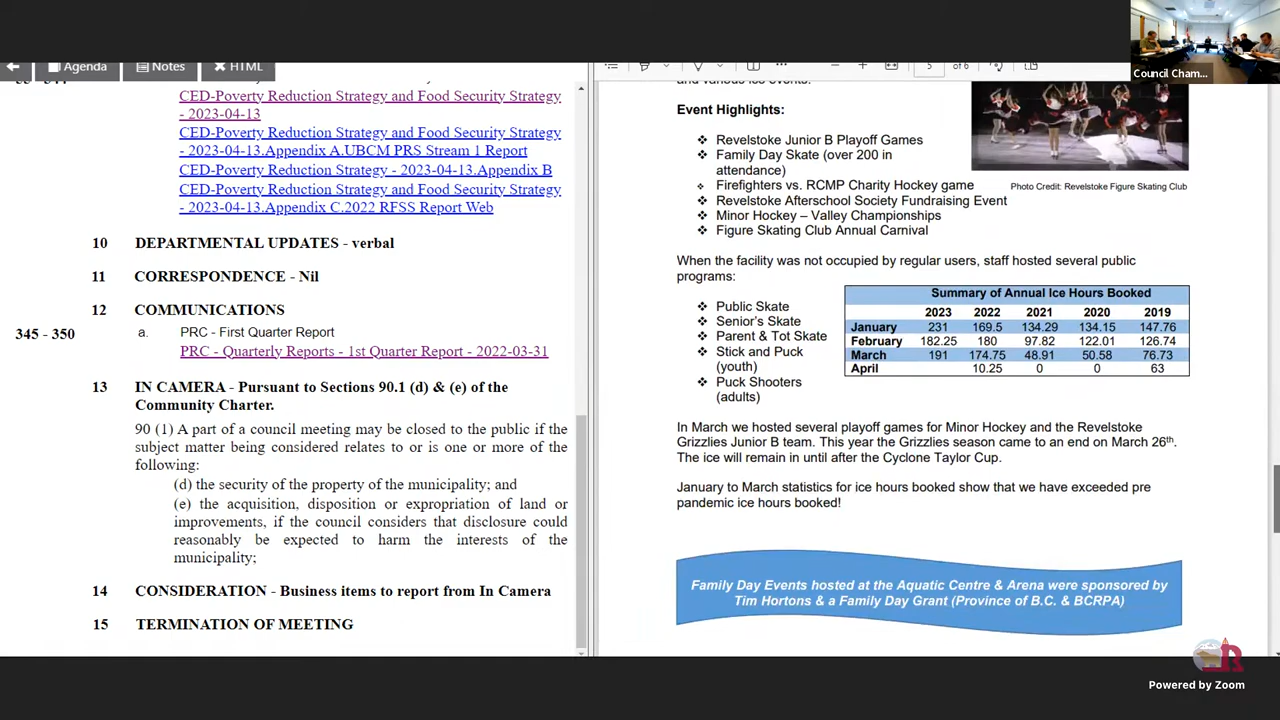 Council Cham...
Agenda
Notes
HTML
CED-Poverty Reduction Strategy and Food Security Strategy
- 2023-04-13
CED-Poverty Reduction Strategy and Food Security Strategy
- 2023-04-13.Appendix A.UBCM PRS Stream 1 Report
CED-Poverty Reduction Strategy - 2023-04-13.Appendix B
CED-Poverty Reduction Strategy and Food Security Strategy
- 2023-04-13.Appendix C.2022 RFSS Report Web
10 DEPARTMENTAL UPDATES - verbal
11 CORRESPONDENCE - Nil
12 COMMUNICATIONS
345 - 350 a. PRC - First Quarter Report
PRC - Quarterly Reports - 1st Quarter Report - 2022-03-31
13 IN CAMERA - Pursuant to Sections 90.1 (d) & (e) of the
Community Charter.
90 (1) A part of a council meeting may be closed to the public if the
subject matter being considered relates to or is one or more of the
following:
(d) the security of the property of the municipality; and
(e) the acquisition, disposition or expropriation of land or
improvements, if the council considers that disclosure could
reasonably be expected to harm the interests of the
municipality;
14 CONSIDERATION - Business items to report from In Camera
15 TERMINATION OF MEETING
5 of 6
and various ice events.
Event Highlights:
❖ Revelstoke Junior B Playoff Games
❖ Family Day Skate (over 200 in
attendance)
❖ Firefighters vs. RCMP Charity Hockey game
❖ Revelstoke Afterschool Society Fundraising Event
❖ Minor Hockey – Valley Championships
❖ Figure Skating Club Annual Carnival
Photo Credit: Revelstoke Figure Skating Club
When the facility was not occupied by regular users, staff hosted several public
programs:
❖ Public Skate
❖ Senior's Skate
❖ Parent & Tot Skate
❖ Stick and Puck
(youth)
❖ Puck Shooters
(adults)
Summary of Annual Ice Hours Booked
2023 2022 2021 2020 2019
January 231 169.5 134.29 134.15 147.76
February 182.25 180 97.82 122.01 126.74
March 191 174.75 48.91 50.58 76.73
April 10.25 0 0 63
In March we hosted several playoff games for Minor Hockey and the Revelstoke
Grizzlies Junior B team. This year the Grizzlies season came to an end on March 26th.
The ice will remain in until after the Cyclone Taylor Cup.
January to March statistics for ice hours booked show that we have exceeded pre
pandemic ice hours booked!
Family Day Events hosted at the Aquatic Centre & Arena were sponsored by
Tim Hortons & a Family Day Grant (Province of B.C. & BCRPA)
Powered by Zoom